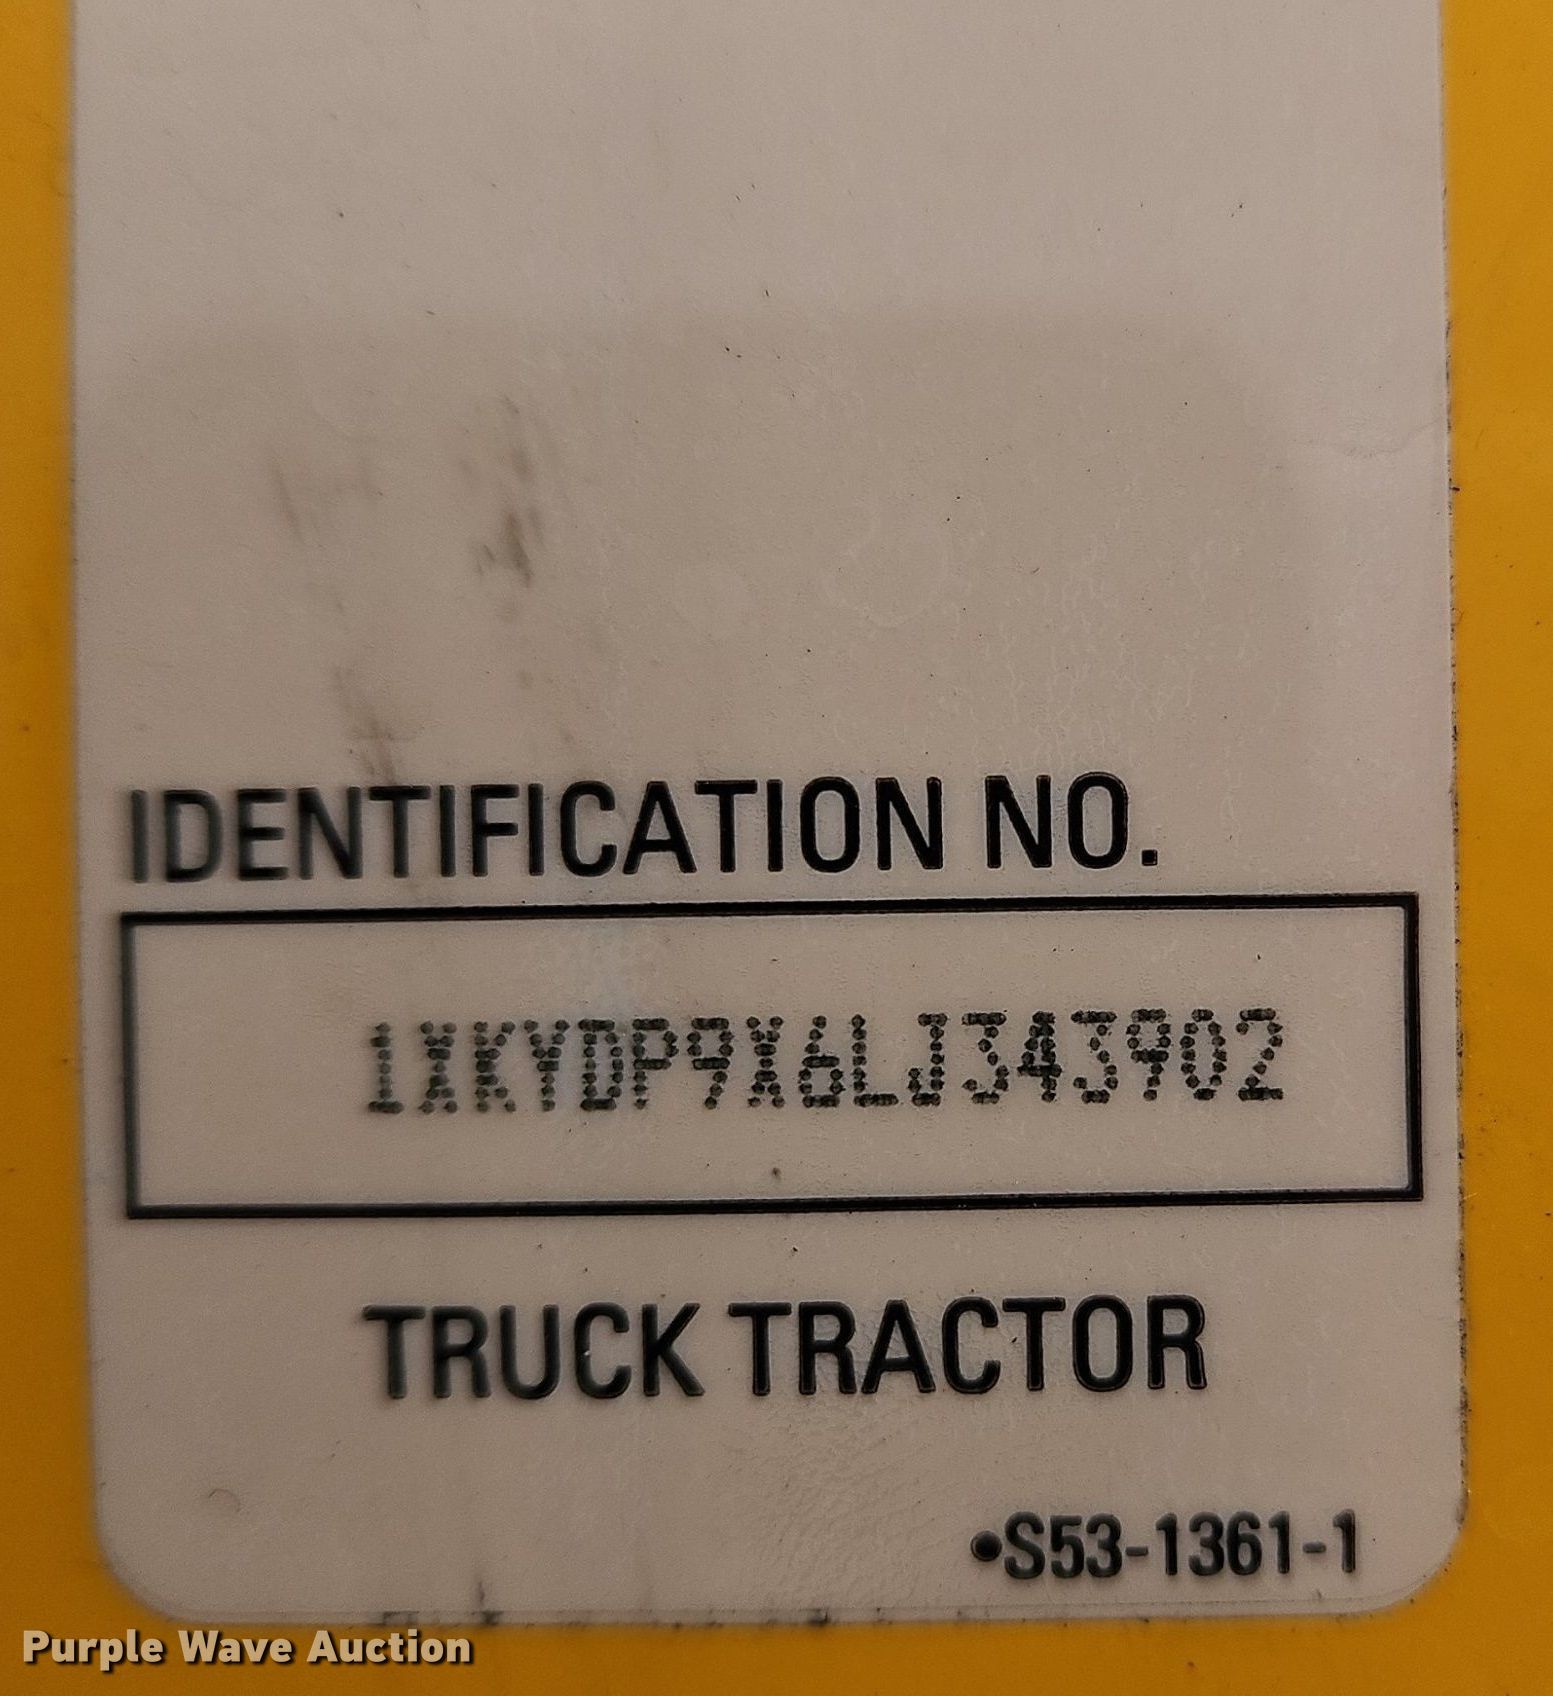 IDENTIFICATION NO.
1XKYDP9X6LJ343902
TRUCK TRACTOR
•S53-1361-1
Purple Wave Auction